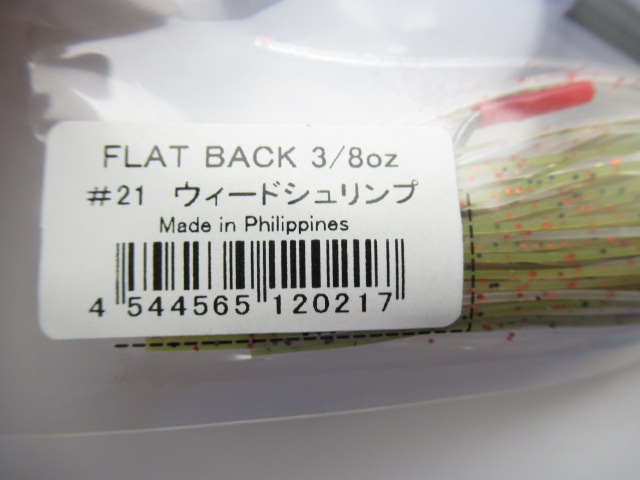 FLAT BACK 3/8oz
#21 ウィードシュリンプ
Made in Philippines
4 544565 120217